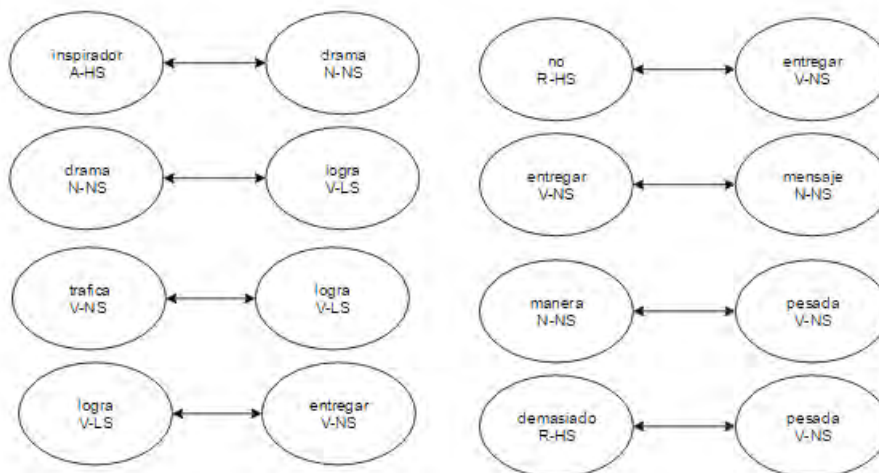 inspirador
A-HS
drama
N-NS
drama
N-NS
logra
V-LS
trafica
V-NS
logra
V-LS
logra
V-LS
entregar
V-NS
no
R-HS
entregar
V-NS
entregar
V-NS
mensaje
N-NS
manera
N-NS
pesada
V-NS
demasiado
R-HS
pesada
V-NS